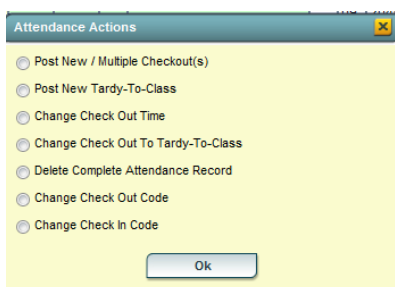 Attendance Actions
Post New / Multiple Checkout(s)
Post New Tardy-To-Class
Change Check Out Time
Change Check Out To Tardy-To-Class
Delete Complete Attendance Record
Change Check Out Code
Change Check In Code
Ok